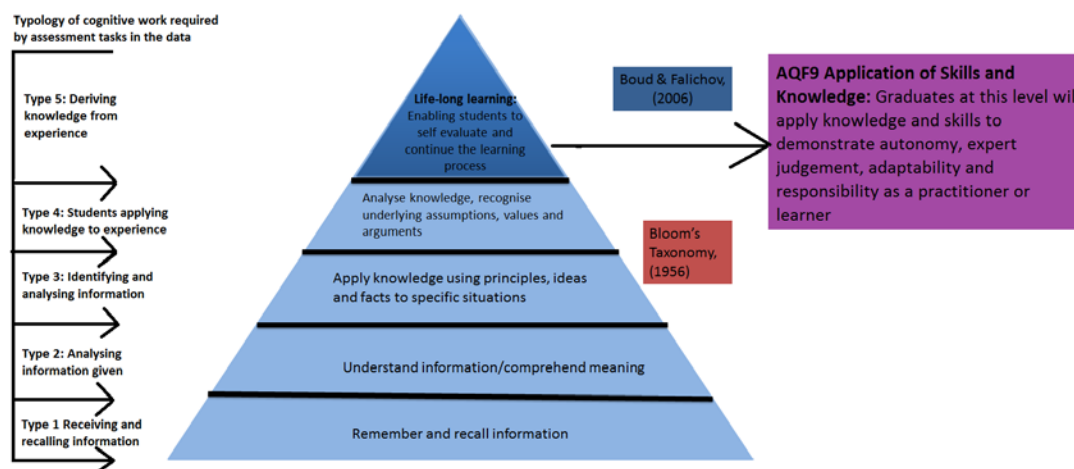 Typology of cognitive work required
by assessment tasks in the data
Type 5: Deriving
knowledge from
experience
Type 4: Students applying
knowledge to experience
Type 3: Identifying and
analysing information
Type 2: Analysing
information given
Type 1 Receiving and
recalling information
Life-long learning:
Enabling students to
self evaluate and
continue the learning
process
Analyse knowledge, recognise
underlying assumptions, values and
arguments
Apply knowledge using principles, ideas
and facts to specific situations
Understand information/comprehend meaning
Remember and recall information
Boud & Falichov,
(2006)
Bloom's
Taxonomy,
(1956)
AQF9 Application of Skills and
Knowledge: Graduates at this level wil
apply knowledge and skills to
demonstrate autonomy, expert
judgement, adaptability and
responsibility as a practitioner or
learner